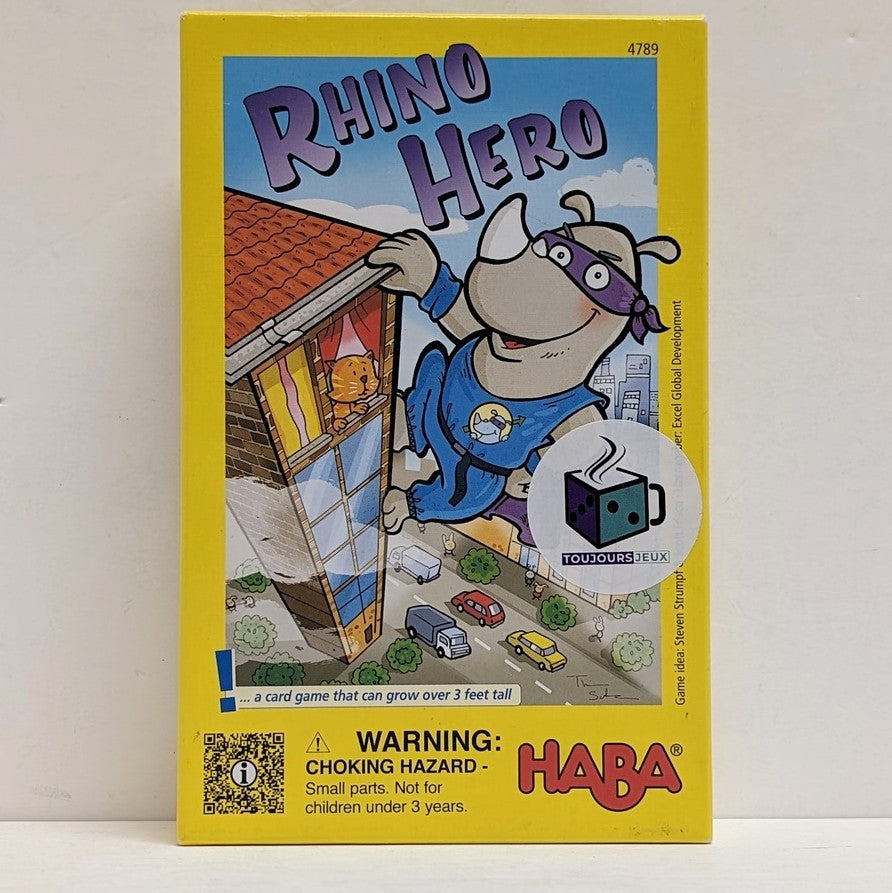 4789
RHINO
HERO
Game idea: Steven Strumpf
er: Excel Global Development
TOUJOURSJEUX
... a card game that can grow over 3 feet tall
WARNING:
CHOKING HAZARD -
Small parts. Not for
children under 3 years.
HABA®